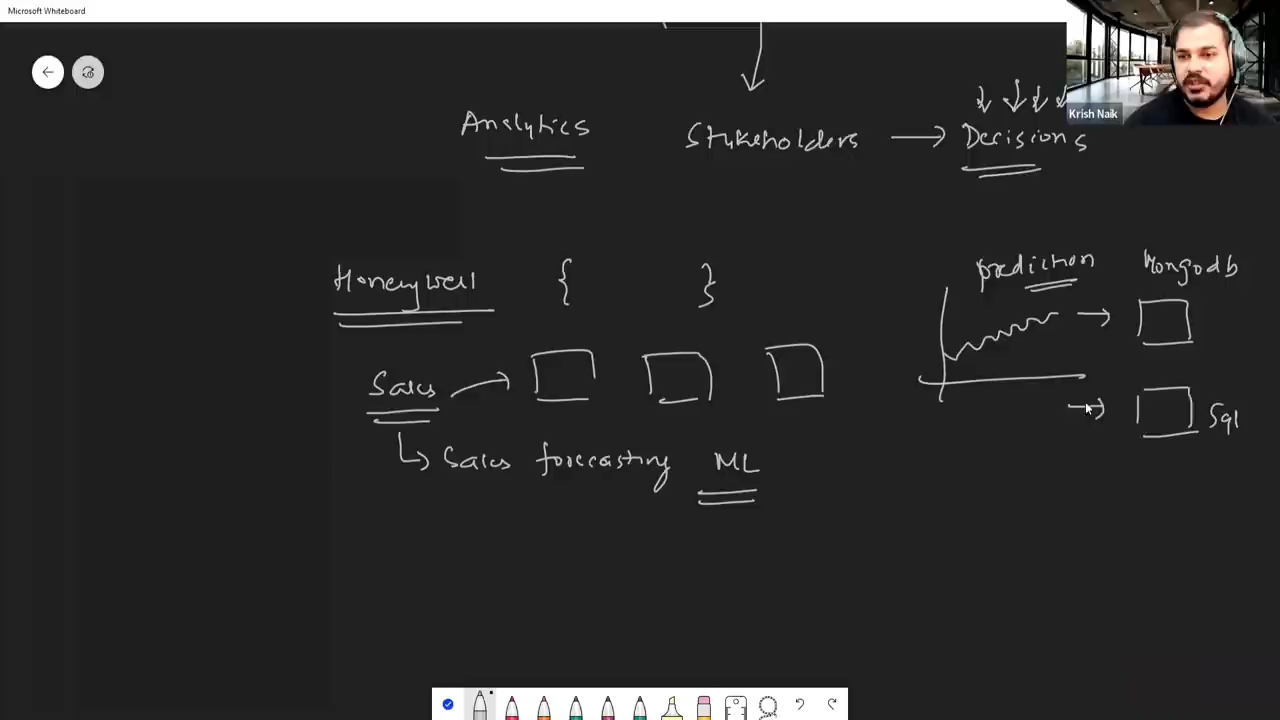 Microsoft Whiteboard
Krish Naik
Analytics
Stakeholders → Decisions
Honeywell { }
prediction
Mongodb
Sales
Sql
Sales forecasting ML